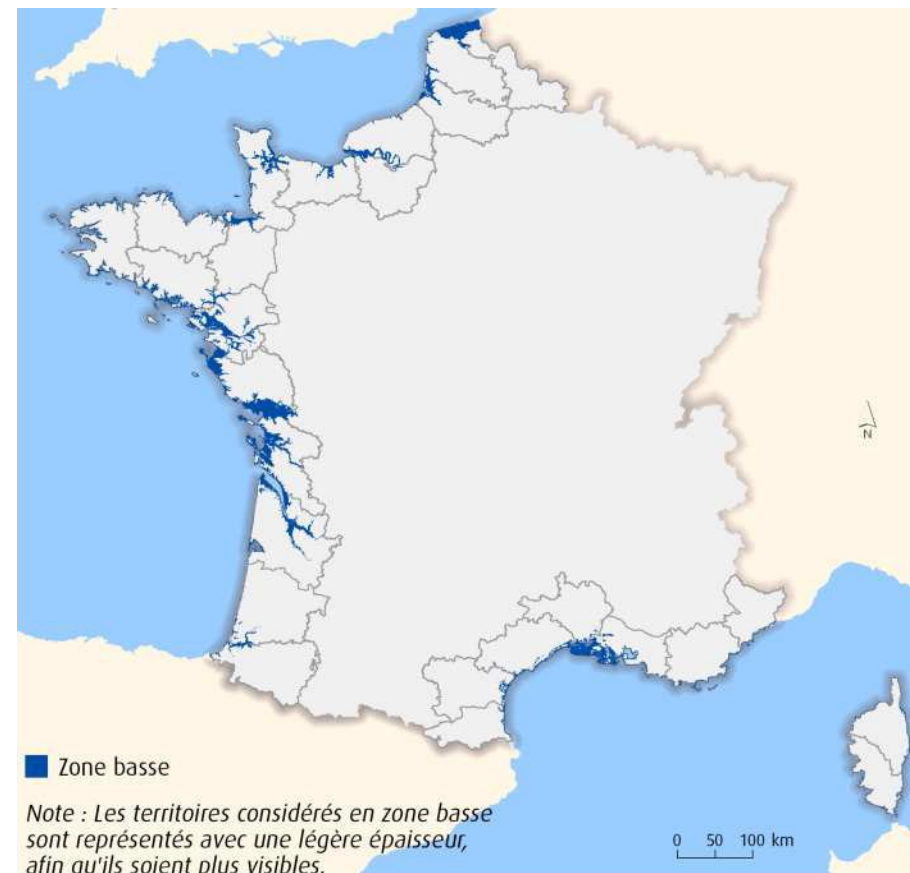 N
Zone basse
Note : Les territoires considérés en zone basse
sont représentés avec une légère épaisseur,
afin qu'ils soient plus visibles.
0 50 100 km